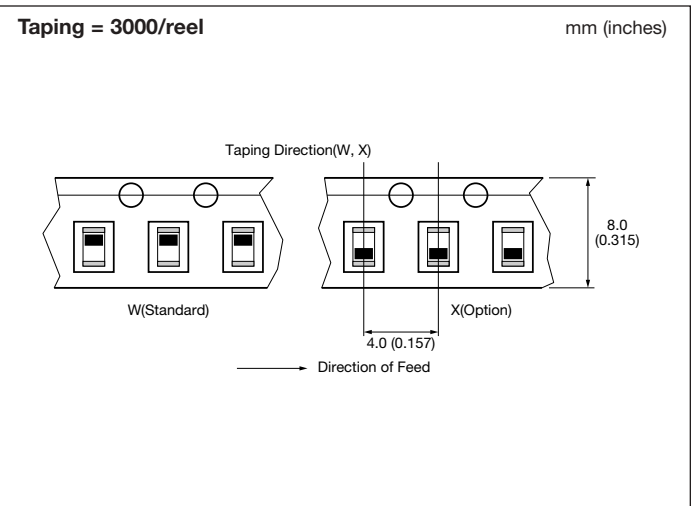 Taping = 3000/reel
mm (inches)
Taping Direction(W, X)
8.0
(0.315)
W(Standard)
X(Option)
4.0 (0.157)
Direction of Feed